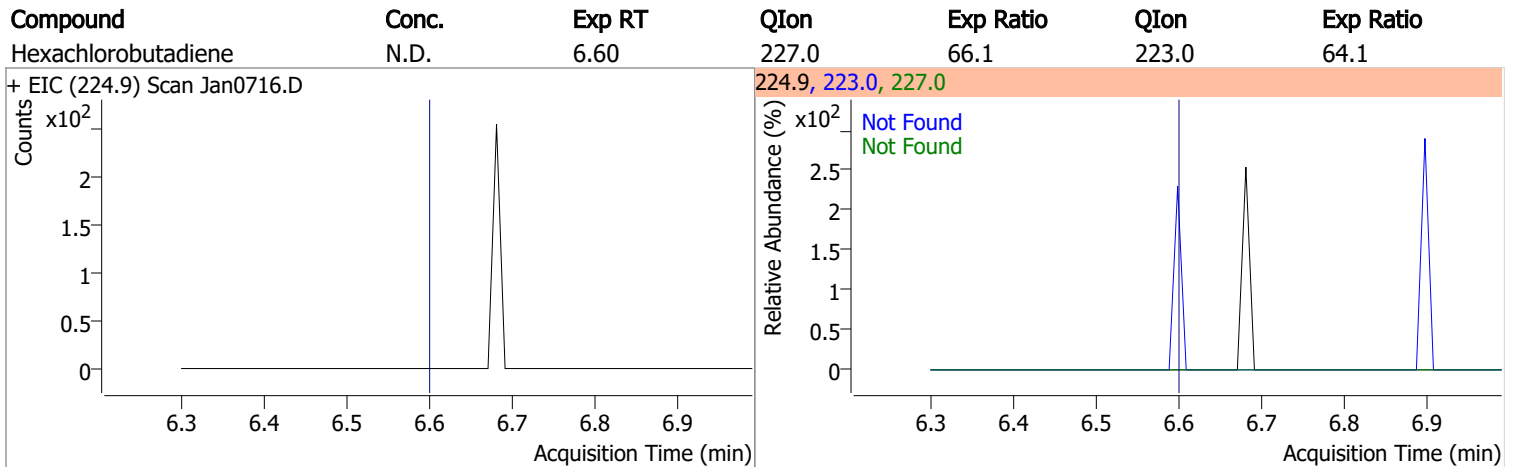 Compound Conc. Exp RT QIon Exp Ratio QIon Exp Ratio
Hexachlorobutadiene N.D. 6.60 227.0 66.1 223.0 64.1
+ EIC (224.9) Scan Jan0716.D
Counts
x10²
2
1.5
1
0.5
0
6.3 6.4 6.5 6.6 6.7 6.8 6.9
Acquisition Time (min)
224.9, 223.0, 227.0
Relative Abundance (%)
x10²
Not Found
Not Found
2.5
2
1.5
1
0.5
0
6.3 6.4 6.5 6.6 6.7 6.8 6.9
Acquisition Time (min)